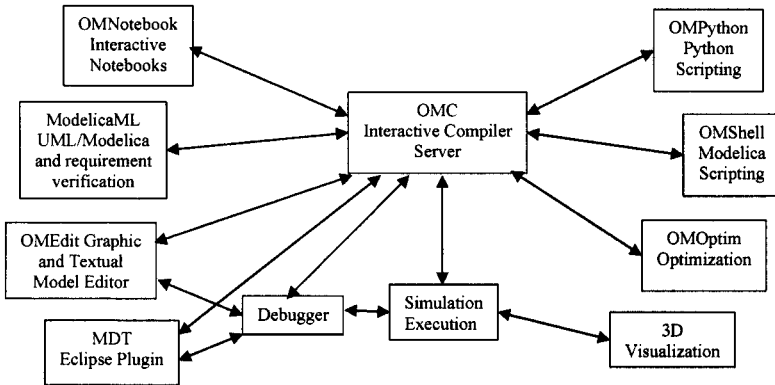 OMNotebook
Interactive
Notebooks
OMPython
Python
Scripting
OMC
Interactive Compiler
Server
ModelicaML
UML/Modelica
and requirement
verification
OMShell
Modelica
Scripting
OMEdit Graphic
and Textual
Model Editor
OMOptim
Optimization
Debugger
Simulation
Execution
MDT
Eclipse Plugin
3D
Visualization